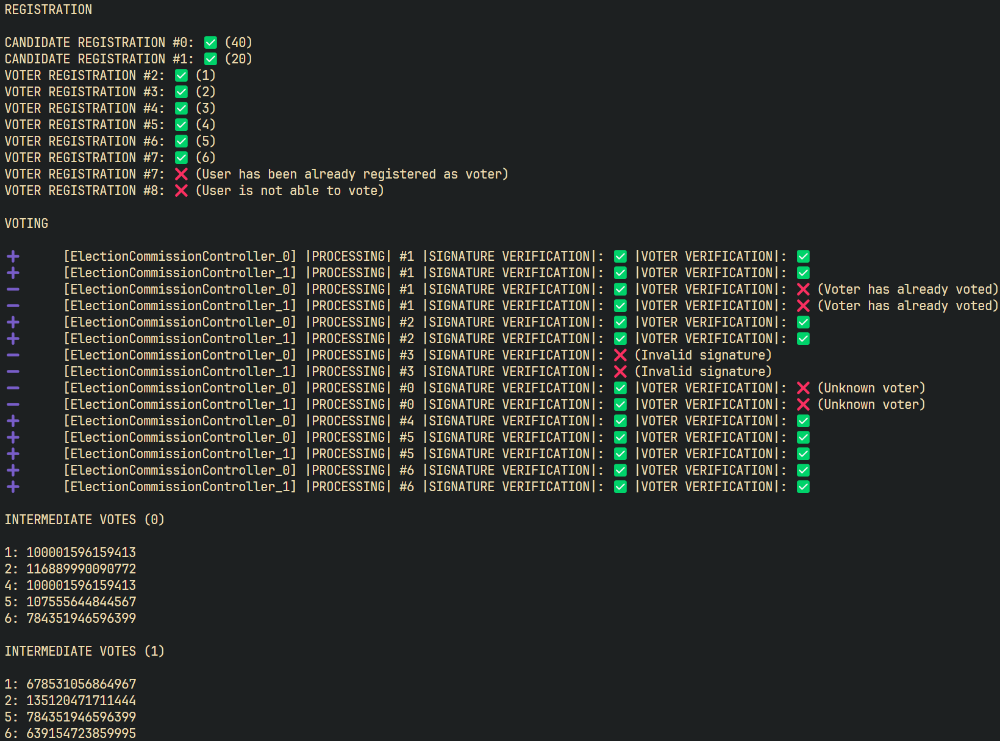 REGISTRATION
CANDIDATE REGISTRATION #0: ✅ (40)
CANDIDATE REGISTRATION #1: ✅ (20)
VOTER REGISTRATION #2: ✅ (1)
VOTER REGISTRATION #3: ✅ (2)
VOTER REGISTRATION #4: ✅ (3)
VOTER REGISTRATION #5: ✅ (4)
VOTER REGISTRATION #6: ✅ (5)
VOTER REGISTRATION #7: ✅ (6)
VOTER REGISTRATION #7: ❌ (User has been already registered as voter)
VOTER REGISTRATION #8: ❌ (User is not able to vote)
VOTING
➕ [ElectionCommissionController_0] |PROCESSING| #1 |SIGNATURE VERIFICATION|: ✅ |VOTER VERIFICATION|: ✅
➕ [ElectionCommissionController_1] |PROCESSING| #1 |SIGNATURE VERIFICATION|: ✅ |VOTER VERIFICATION|: ✅
➖ [ElectionCommissionController_0] |PROCESSING| #1 |SIGNATURE VERIFICATION|: ✅ |VOTER VERIFICATION|: ❌ (Voter has already voted)
➖ [ElectionCommissionController_1] |PROCESSING| #1 |SIGNATURE VERIFICATION|: ✅ |VOTER VERIFICATION|: ❌ (Voter has already voted)
➕ [ElectionCommissionController_0] |PROCESSING| #2 |SIGNATURE VERIFICATION|: ✅ |VOTER VERIFICATION|: ✅
➕ [ElectionCommissionController_1] |PROCESSING| #2 |SIGNATURE VERIFICATION|: ✅ |VOTER VERIFICATION|: ✅
➖ [ElectionCommissionController_0] |PROCESSING| #3 |SIGNATURE VERIFICATION|: ❌ (Invalid signature)
➖ [ElectionCommissionController_1] |PROCESSING| #3 |SIGNATURE VERIFICATION|: ❌ (Invalid signature)
➖ [ElectionCommissionController_0] |PROCESSING| #0 |SIGNATURE VERIFICATION|: ✅ |VOTER VERIFICATION|: ❌ (Unknown voter)
➖ [ElectionCommissionController_1] |PROCESSING| #0 |SIGNATURE VERIFICATION|: ✅ |VOTER VERIFICATION|: ❌ (Unknown voter)
➕ [ElectionCommissionController_0] |PROCESSING| #4 |SIGNATURE VERIFICATION|: ✅ |VOTER VERIFICATION|: ✅
➕ [ElectionCommissionController_0] |PROCESSING| #5 |SIGNATURE VERIFICATION|: ✅ |VOTER VERIFICATION|: ✅
➕ [ElectionCommissionController_1] |PROCESSING| #5 |SIGNATURE VERIFICATION|: ✅ |VOTER VERIFICATION|: ✅
➕ [ElectionCommissionController_0] |PROCESSING| #6 |SIGNATURE VERIFICATION|: ✅ |VOTER VERIFICATION|: ✅
➕ [ElectionCommissionController_1] |PROCESSING| #6 |SIGNATURE VERIFICATION|: ✅ |VOTER VERIFICATION|: ✅
INTERMEDIATE VOTES (0)
1: 100001596159413
2: 116889990090772
4: 100001596159413
5: 107555644844567
6: 784351946596399
INTERMEDIATE VOTES (1)
1: 678531056864967
2: 135120471711444
5: 784351946596399
6: 639154723859995